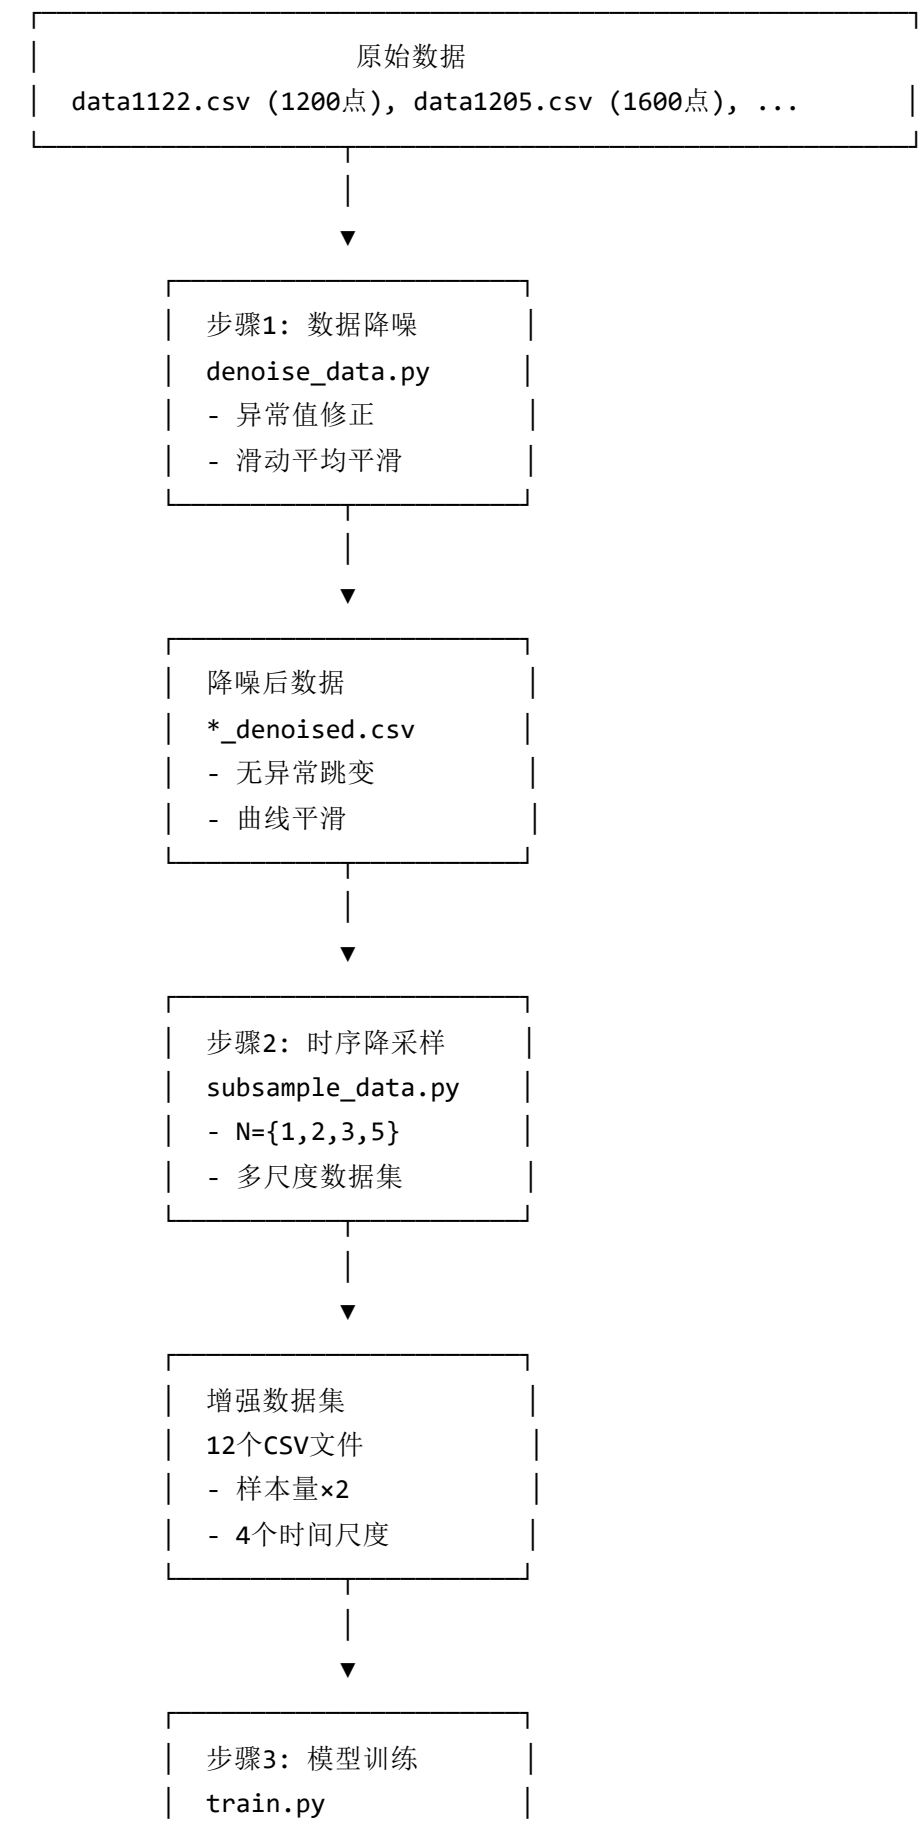 原始数据
data1122.csv (1200点), data1205.csv (1600点), ...
步骤1: 数据降噪
denoise_data.py
- 异常值修正
- 滑动平均平滑
降噪后数据
*_denoised.csv
- 无异常跳变
- 曲线平滑
步骤2: 时序降采样
subsample_data.py
- N={1,2,3,5}
- 多尺度数据集
增强数据集
12个CSV文件
- 样本量×2
- 4个时间尺度
步骤3: 模型训练
train.py